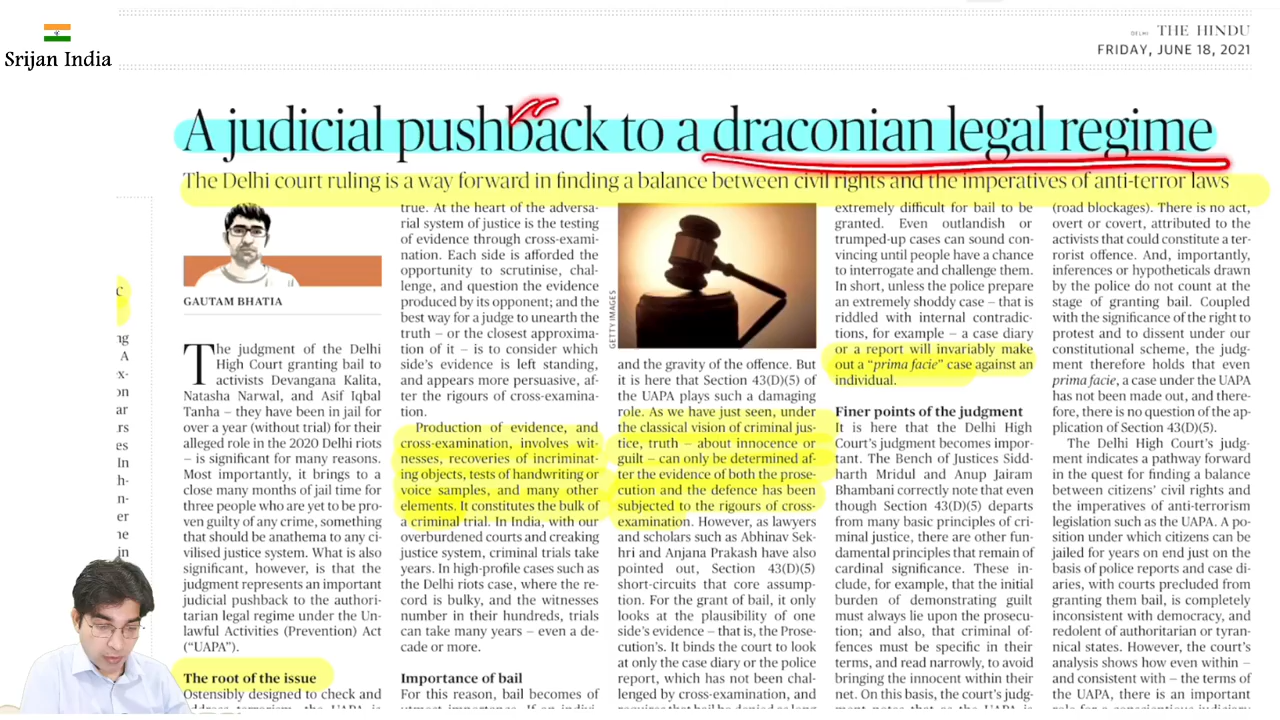 Srijan India
DELHI THE HINDU
FRIDAY, JUNE 18, 2021
A judicial pushback to a draconian legal regime
The Delhi court ruling is a way forward in finding a balance between civil rights and the imperatives of anti-terror laws
c
ng
A
x-
on
ar
rs
es
In
h-
n-
er
ne
in
GAUTAM BHATIA
The judgment of the Delhi
High Court granting bail to
activists Devangana Kalita,
Natasha Narwal, and Asif Iqbal
Tanha – they have been in jail for
over a year (without trial) for their
alleged role in the 2020 Delhi riots
– is significant for many reasons.
Most importantly, it brings to a
close many months of jail time for
three people who are yet to be pro-
ven guilty of any crime, something
that should be anathema to any ci-
vilised justice system. What is also
significant, however, is that the
judgment represents an important
judicial pushback to the authori-
tarian legal regime under the Un-
lawful Activities (Prevention) Act
(“UAPA”).
The root of the issue
Ostensibly designed to check and
true. At the heart of the adversa-
rial system of justice is the testing
of evidence through cross-exami-
nation. Each side is afforded the
opportunity to scrutinise, chal-
lenge, and question the evidence
produced by its opponent; and the
best way for a judge to unearth the
truth – or the closest approxima-
tion of it – is to consider which
side’s evidence is left standing,
and appears more persuasive, af-
ter the rigours of cross-examina-
tion.
Production of evidence, and
cross-examination, involves wit-
nesses, recoveries of incriminat-
ing objects, tests of handwriting or
voice samples, and many other
elements. It constitutes the bulk of
a criminal trial. In India, with our
overburdened courts and creaking
justice system, criminal trials take
years. In high-profile cases such as
the Delhi riots case, where the re-
cord is bulky, and the witnesses
number in their hundreds, trials
can take many years – even a de-
cade or more.
Importance of bail
For this reason, bail becomes of
GETTY IMAGES
and the gravity of the offence. But
it is here that Section 43(D)(5) of
the UAPA plays such a damaging
role. As we have just seen, under
the classical vision of criminal jus-
tice, truth – about innocence or
guilt – can only be determined af-
ter the evidence of both the prose-
cution and the defence has been
subjected to the rigours of cross-
examination. However, as lawyers
and scholars such as Abhinav Sek-
hri and Anjana Prakash have also
pointed out, Section 43(D)(5)
short-circuits that core assump-
tion. For the grant of bail, it only
looks at the plausibility of one
side’s evidence – that is, the Prose-
cution’s. It binds the court to look
at only the case diary or the police
report, which has not been chal-
lenged by cross-examination, and
extremely difficult for bail to be
granted. Even outlandish or
trumped-up cases can sound con-
vincing until people have a chance
to interrogate and challenge them.
In short, unless the police prepare
an extremely shoddy case – that is
riddled with internal contradic-
tions, for example – a case diary
or a report will invariably make
out a “prima facie” case against an
individual.
Finer points of the judgment
It is here that the Delhi High
Court’s judgment becomes impor-
tant. The Bench of Justices Sidd-
harth Mridul and Anup Jairam
Bhambani correctly note that even
though Section 43(D)(5) departs
from many basic principles of cri-
minal justice, there are other fun-
damental principles that remain of
cardinal significance. These in-
clude, for example, that the initial
burden of demonstrating guilt
must always lie upon the prosecu-
tion; and also, that criminal of-
fences must be specific in their
terms, and read narrowly, to avoid
bringing the innocent within their
net. On this basis, the court’s judg-
(road blockages). There is no act,
overt or covert, attributed to the
activists that could constitute a ter-
rorist offence. And, importantly,
inferences or hypotheticals drawn
by the police do not count at the
stage of granting bail. Coupled
with the significance of the right to
protest and to dissent under our
constitutional scheme, the judg-
ment therefore holds that even
prima facie, a case under the UAPA
has not been made out, and there-
fore, there is no question of the ap-
plication of Section 43(D)(5).
The Delhi High Court’s judg-
ment indicates a pathway forward
in the quest for finding a balance
between citizens’ civil rights and
the imperatives of anti-terrorism
legislation such as the UAPA. A po-
sition under which citizens can be
jailed for years on end just on the
basis of police reports and case di-
aries, with courts precluded from
granting them bail, is completely
inconsistent with democracy, and
redolent of authoritarian or tyran-
nical states. However, the court’s
analysis shows how even within –
and consistent with – the terms of
the UAPA, there is an important